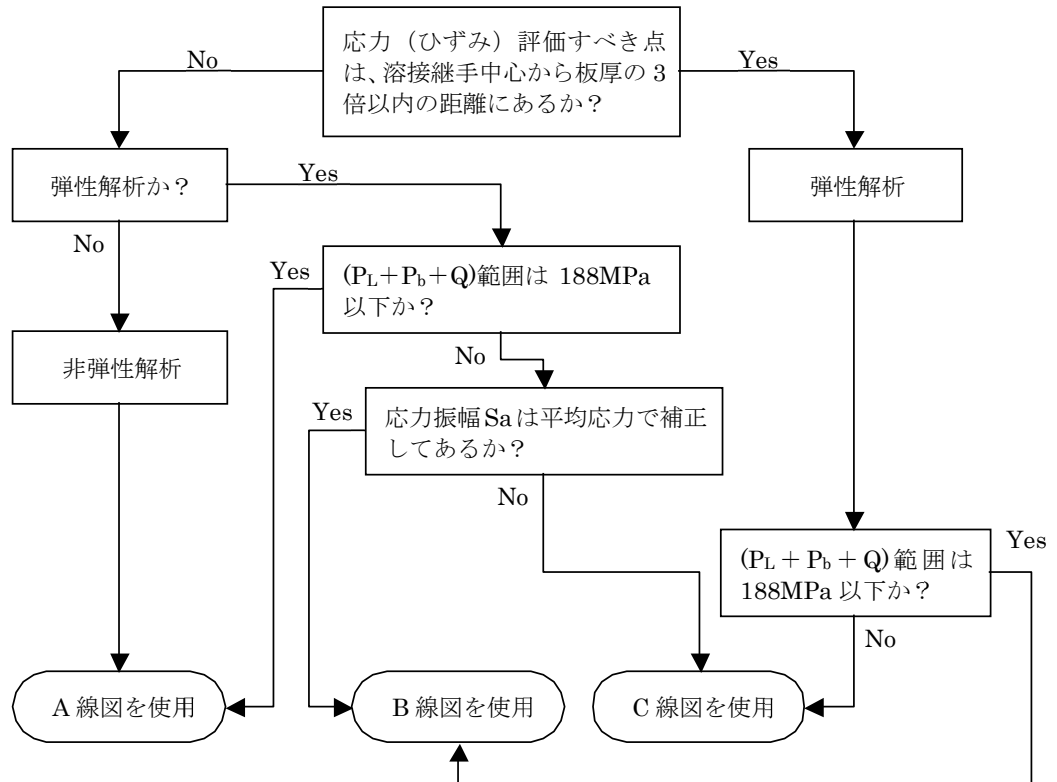 応力（ひずみ）評価すべき点
は、溶接継手中心から板厚の 3
倍以内の距離にあるか？
No
Yes
弾性解析か？
Yes
弾性解析
No
(PL＋Pb＋Q)範囲は 188MPa
以下か？
Yes
非弾性解析
No
応力振幅 Sa は平均応力で補正
してあるか？
Yes
No
(PL + Pb + Q)範囲は
188MPa 以下か？
Yes
No
A 線図を使用
B 線図を使用
C 線図を使用